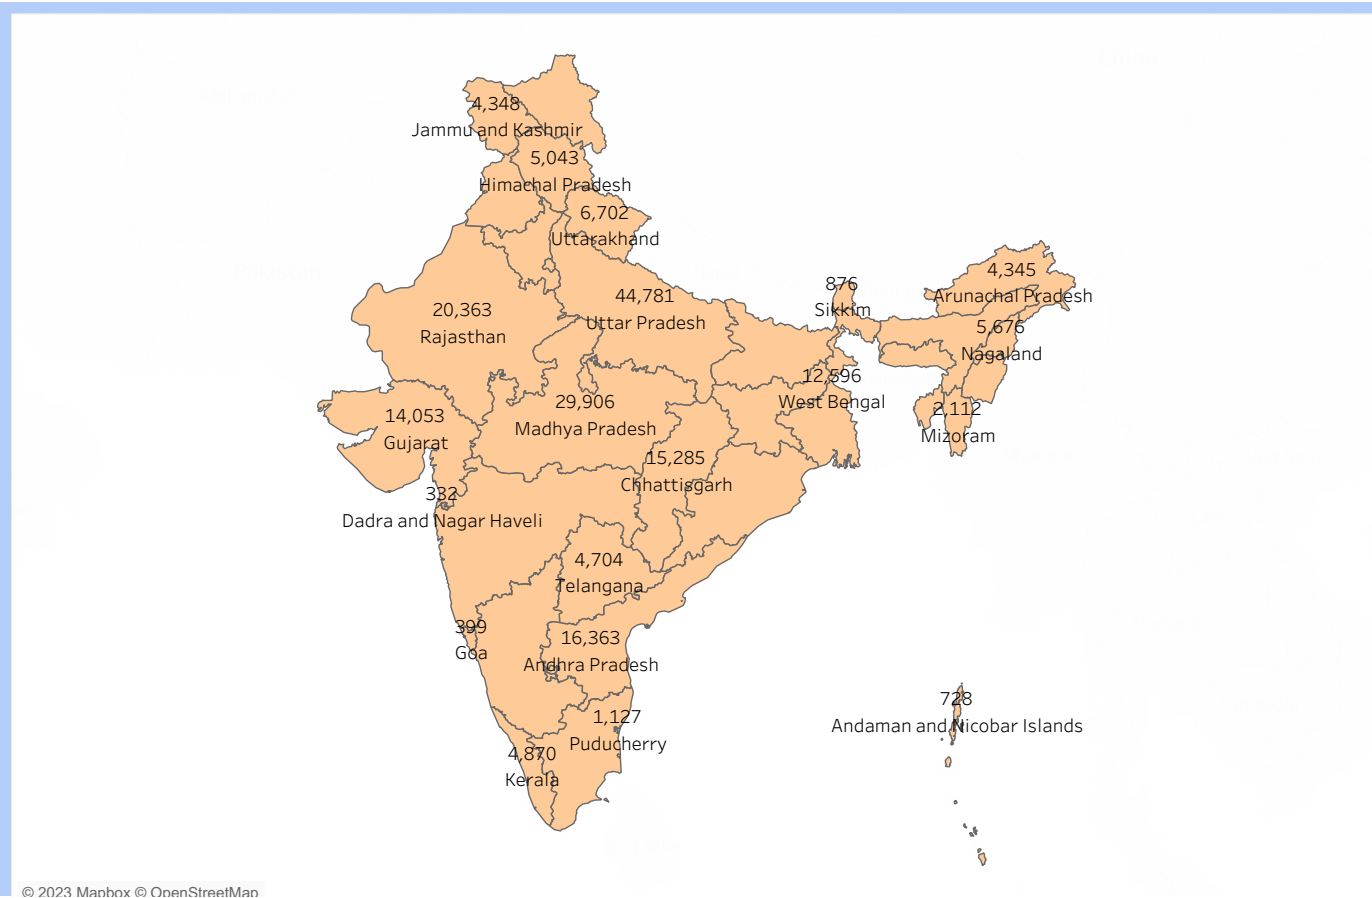 4,348
Jammu and Kashmir
5,043
Himachal Pradesh
6,702
Uttarakhand
4,345
Arunachal Pradesh
876
Sikkim
44,781
Uttar Pradesh
20,363
Rajasthan
5,676
Nagaland
12,596
West Bengal
29,906
Madhya Pradesh
2,112
Mizoram
14,053
Gujarat
15,285
Chhattisgarh
332
Dadra and Nagar Haveli
4,704
Telangana
399
Goa
16,363
Andhra Pradesh
728
Andaman and Nicobar Islands
1,127
Puducherry
4,870
Kerala
© 2023 Mapbox © OpenStreetMap